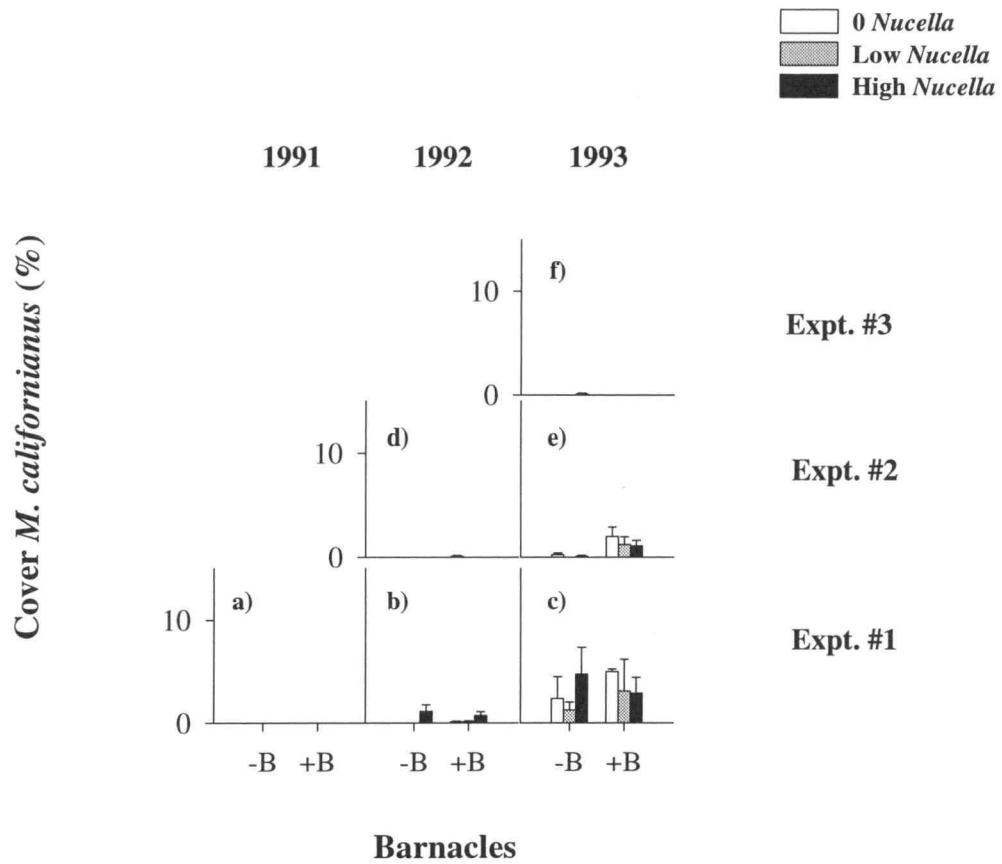 0 Nucella
Low Nucella
High Nucella
1991 1992 1993
Cover M. californianus (%)
f)
10
0
Expt. #3
d) e)
10
0
Expt. #2
a) b) c)
10
0
Expt. #1
-B +B -B +B -B +B
Barnacles